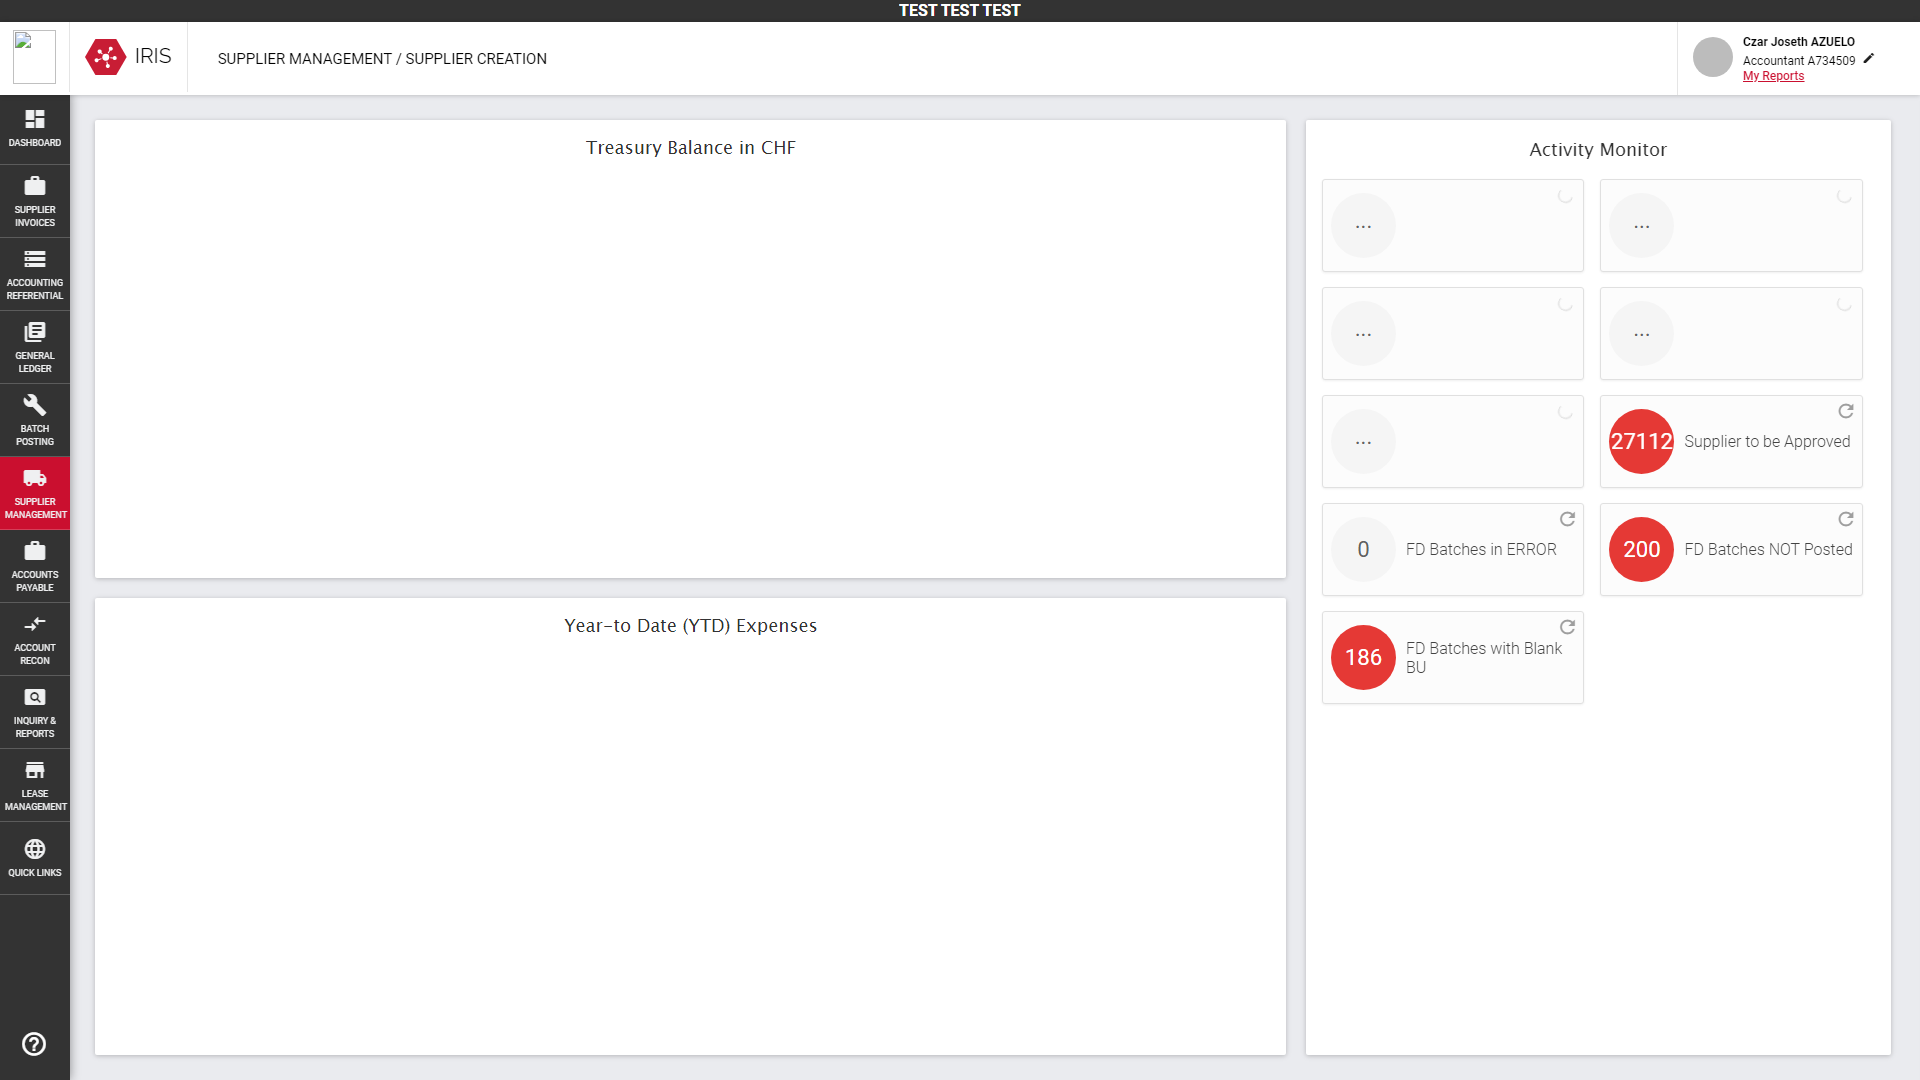 TEST TEST TEST
IRIS
SUPPLIER MANAGEMENT / SUPPLIER CREATION
Czar Joseth AZUELO
Accountant A734509
My Reports
DASHBOARD
SUPPLIER
INVOICES
ACCOUNTING
REFERENTIAL
GENERAL
LEDGER
BATCH
POSTING
SUPPLIER
MANAGEMENT
ACCOUNTS
PAYABLE
ACCOUNT
RECON
INQUIRY &
REPORTS
LEASE
MANAGEMENT
QUICK LINKS
Treasury Balance in CHF
Year-to Date (YTD) Expenses
Activity Monitor
...
...
...
...
...
27112 Supplier to be Approved
0 FD Batches in ERROR
200 FD Batches NOT Posted
186 FD Batches with Blank
BU